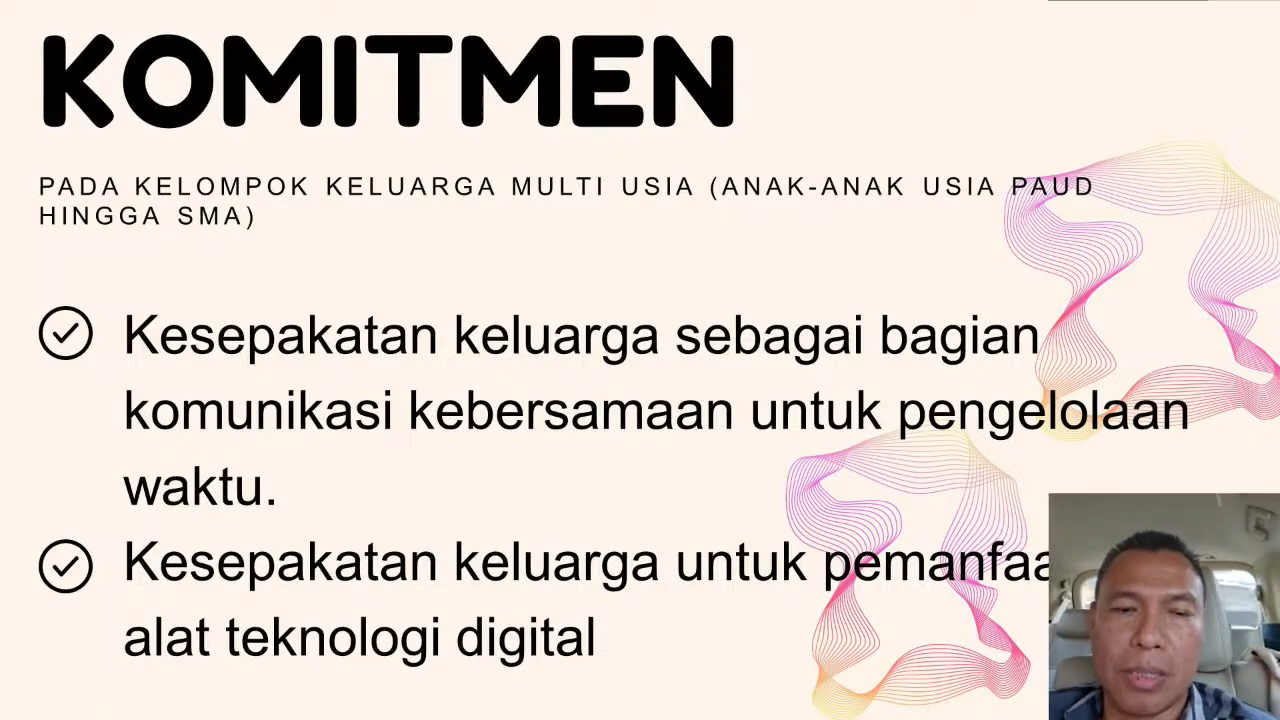 KOMITMEN
PADA KELOMPOK KELUARGA MULTI USIA (ANAK-ANAK USIA PAUD
HINGGA SMA)
Kesepakatan keluarga sebagai bagian
komunikasi kebersamaan untuk pengelolaan
waktu.
Kesepakatan keluarga untuk
alat teknologi digital